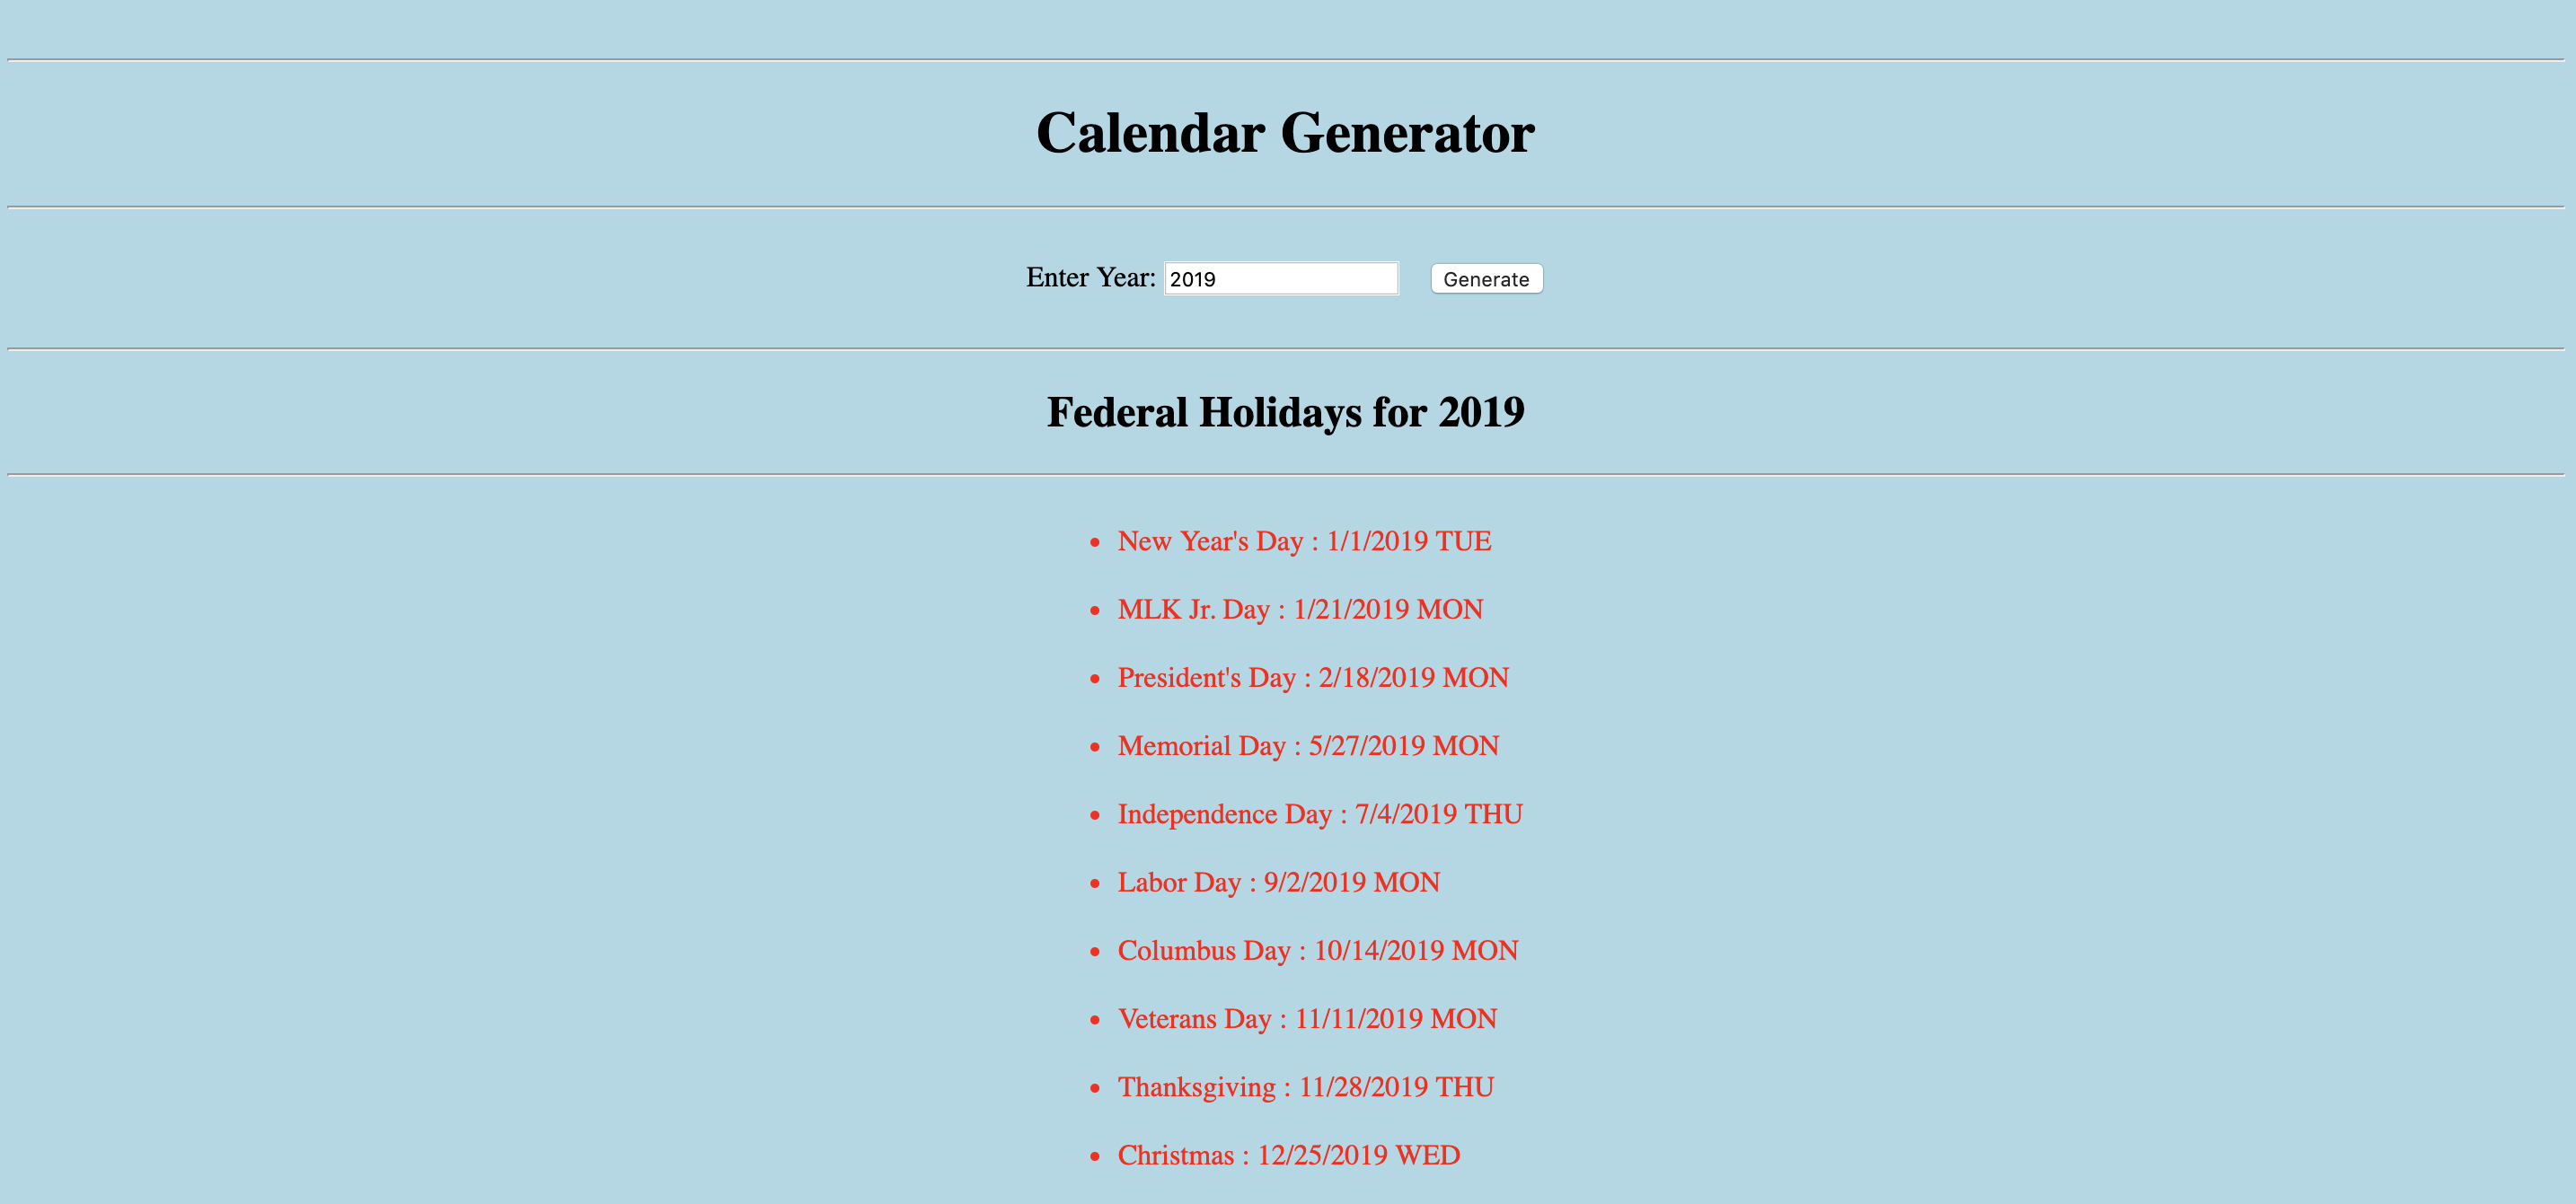 Calendar Generator
Enter Year: 2019 Generate
Federal Holidays for 2019
• New Year's Day : 1/1/2019 TUE
• MLK Jr. Day : 1/21/2019 MON
• President's Day : 2/18/2019 MON
• Memorial Day : 5/27/2019 MON
• Independence Day : 7/4/2019 THU
• Labor Day : 9/2/2019 MON
• Columbus Day : 10/14/2019 MON
• Veterans Day : 11/11/2019 MON
• Thanksgiving : 11/28/2019 THU
• Christmas : 12/25/2019 WED